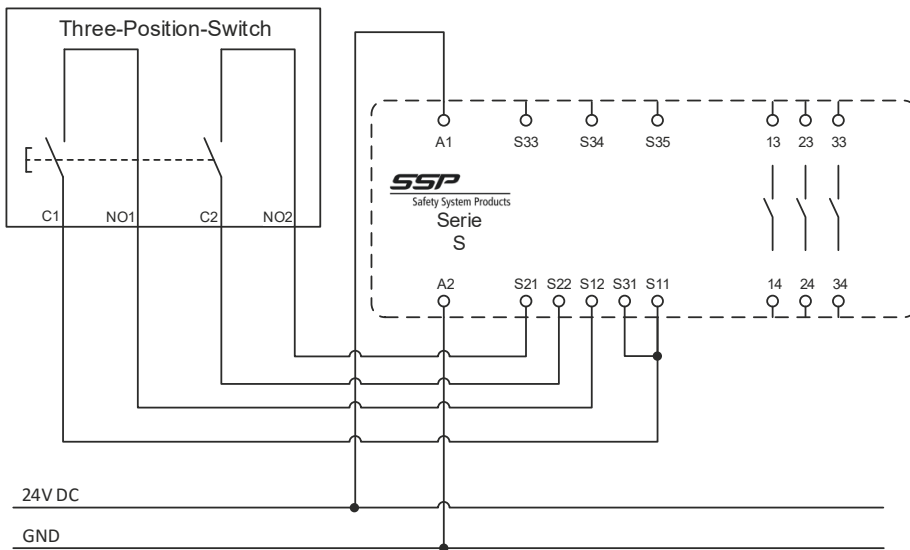 Three-Position-Switch
C1 NO1 C2 NO2
A1 S33 S34 S35 13 23 33
SSP
Safety System Products
Serie
S
A2 S21 S22 S12 S31 S11 14 24 34
24V DC
GND